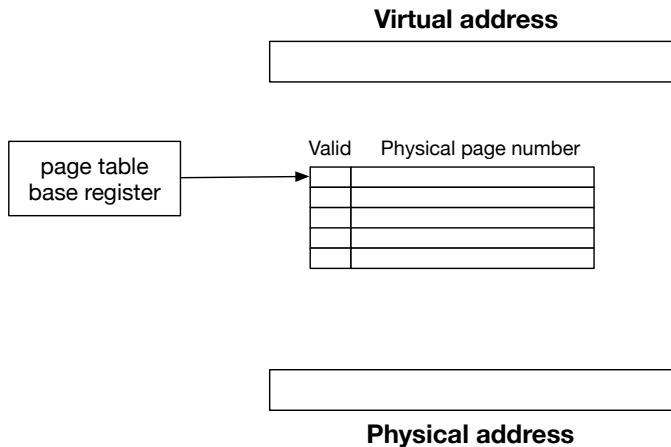 Virtual address
Valid Physical page number
page table
base register
Physical address